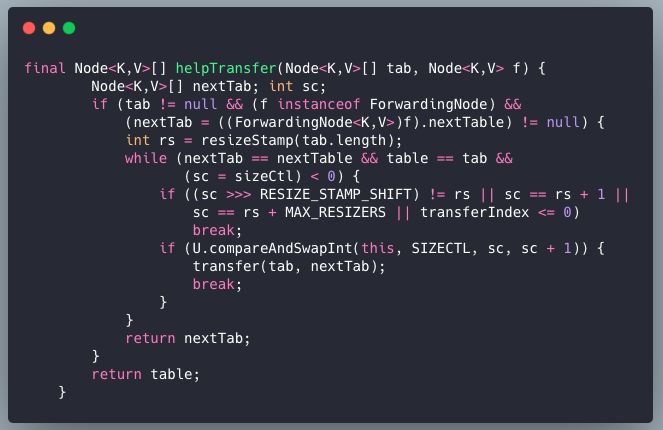 final Node<K,V>[] helpTransfer(Node<K,V>[] tab, Node<K,V> f) {
        Node<K,V>[] nextTab; int sc;
        if (tab != null && (f instanceof ForwardingNode) &&
            (nextTab = ((ForwardingNode<K,V>)f).nextTable) != null) {
            int rs = resizeStamp(tab.length);
            while (nextTab == nextTable && table == tab &&
                   (sc = sizeCtl) < 0) {
                if ((sc >>> RESIZE_STAMP_SHIFT) != rs || sc == rs + 1 ||
                    sc == rs + MAX_RESIZERS || transferIndex <= 0)
                    break;
                if (U.compareAndSwapInt(this, SIZECTL, sc, sc + 1)) {
                    transfer(tab, nextTab);
                    break;
                }
            }
            return nextTab;
        }
        return table;
    }